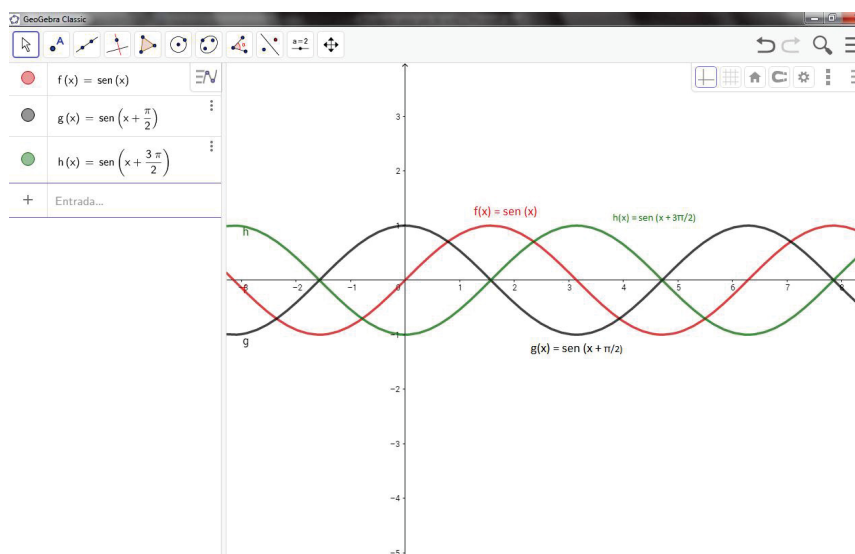 GeoGebra Classic
A
a=2
f(x) = sen(x)
g(x) = sen(x + π/2)
h(x) = sen(x + 3π/2)
+ Entrada...
3
2
f(x) = sen (x)
h(x) = sen (x + 3π/2)
h
1
-3 -2 -1 0 1 2 3 4 5 6 7 8
-1
g
g(x) = sen (x + π/2)
-2
-3
-4
-5